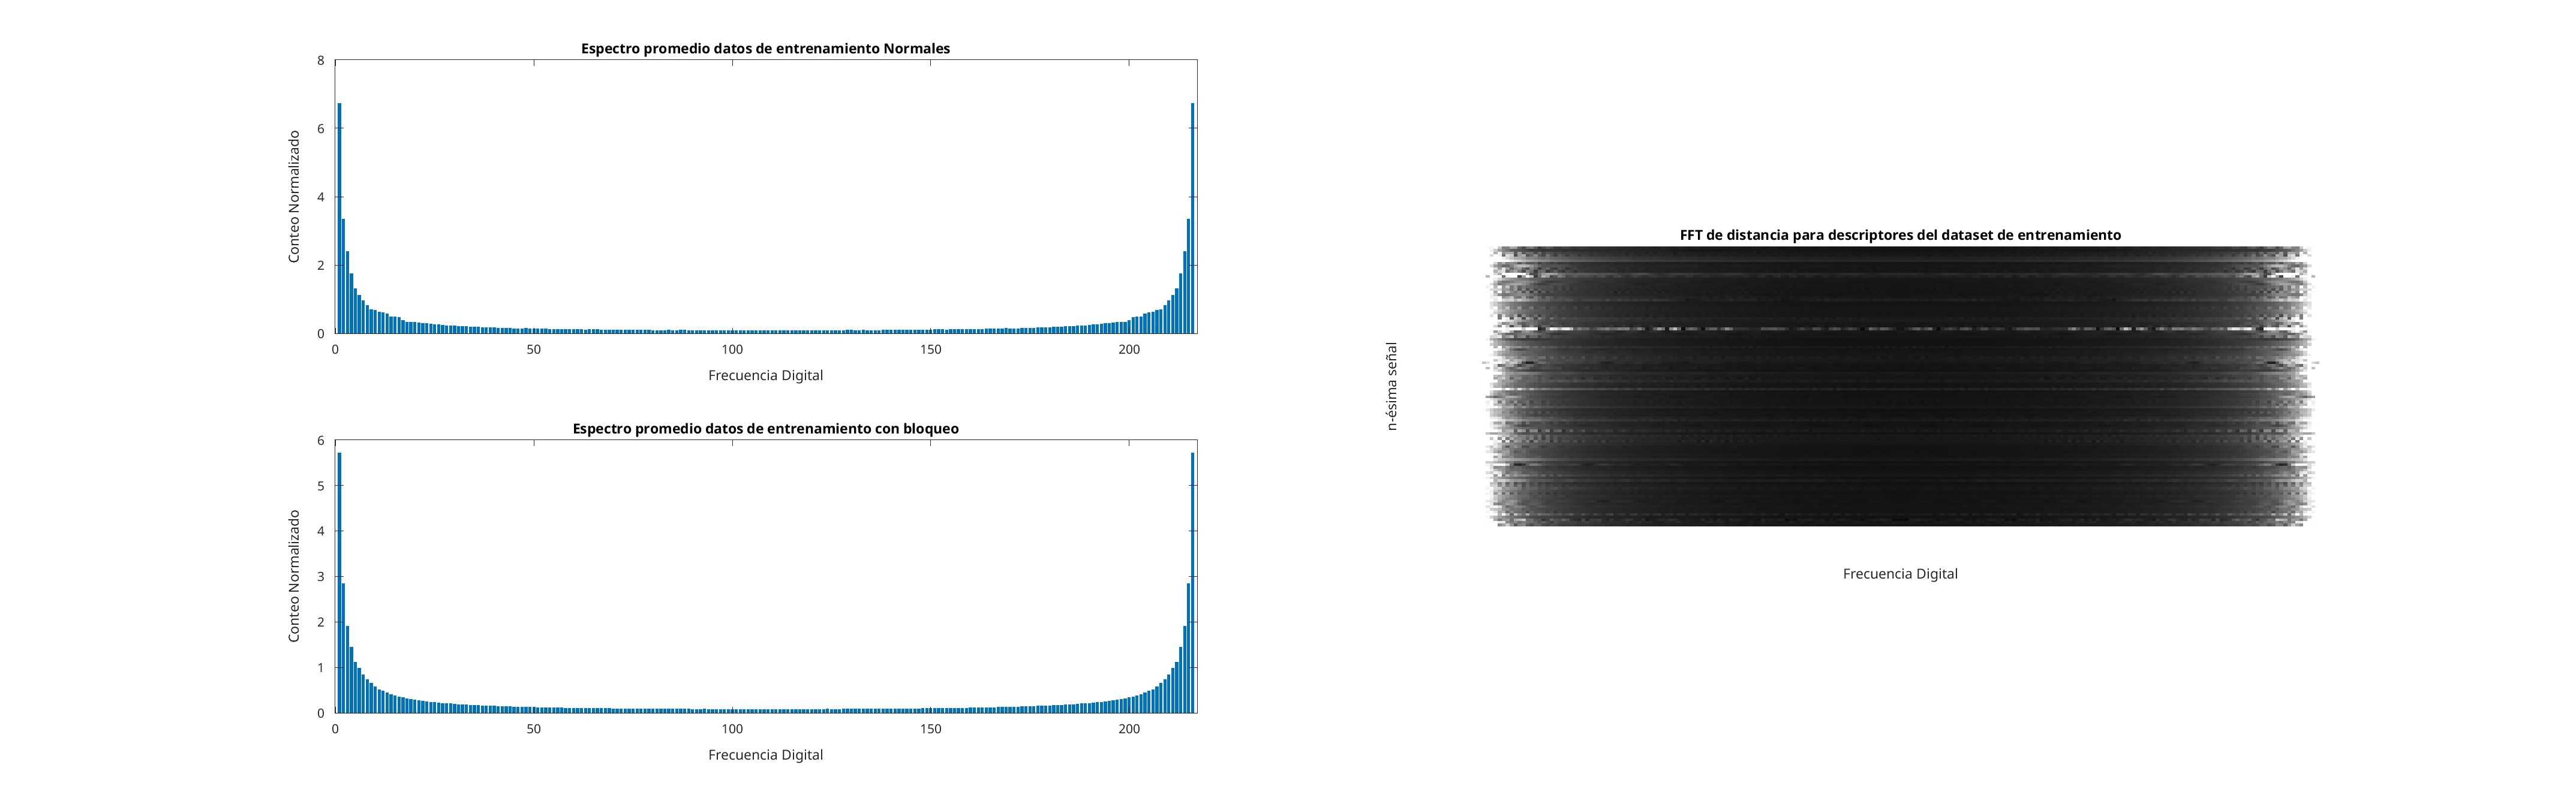 Espectro promedio datos de entrenamiento Normales
8
6
4
2
0
Conteo Normalizado
0 50 100 150 200
Frecuencia Digital
Espectro promedio datos de entrenamiento con bloqueo
6
5
4
3
2
1
0
Conteo Normalizado
0 50 100 150 200
Frecuencia Digital
FFT de distancia para descriptores del dataset de entrenamiento
n-ésima señal
Frecuencia Digital